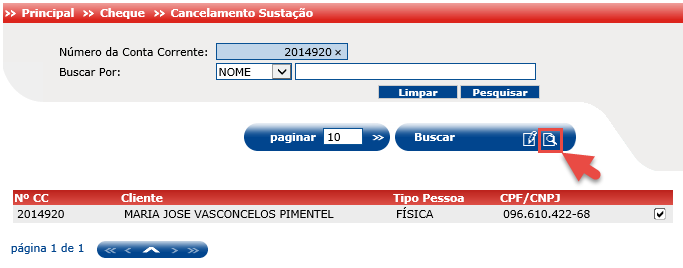 >> Principal >> Cheque >> Cancelamento Sustação
Número da Conta Corrente: 2014920 ×
Buscar Por: NOME
Limpar Pesquisar
paginar 10 >> Buscar
Nº CC Cliente Tipo Pessoa CPF/CNPJ
2014920 MARIA JOSE VASCONCELOS PIMENTEL FÍSICA 096.610.422-68
página 1 de 1 << < > >>